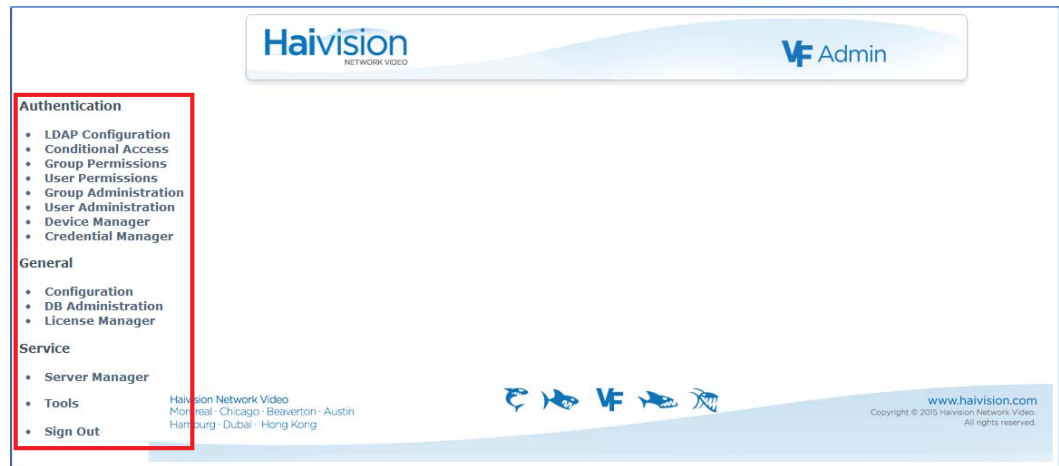 Haivision
NETWORK VIDEO
VF Admin
Authentication
• LDAP Configuration
• Conditional Access
• Group Permissions
• User Permissions
• Group Administration
• User Administration
• Device Manager
• Credential Manager
General
• Configuration
• DB Administration
• License Manager
Service
• Server Manager
• Tools
• Sign Out
Haivision Network Video
Montreal · Chicago · Beaverton · Austin
Hamburg · Dubai · Hong Kong
VF
www.haivision.com
Copyright © 2015 Haivision Network Video.
All rights reserved.